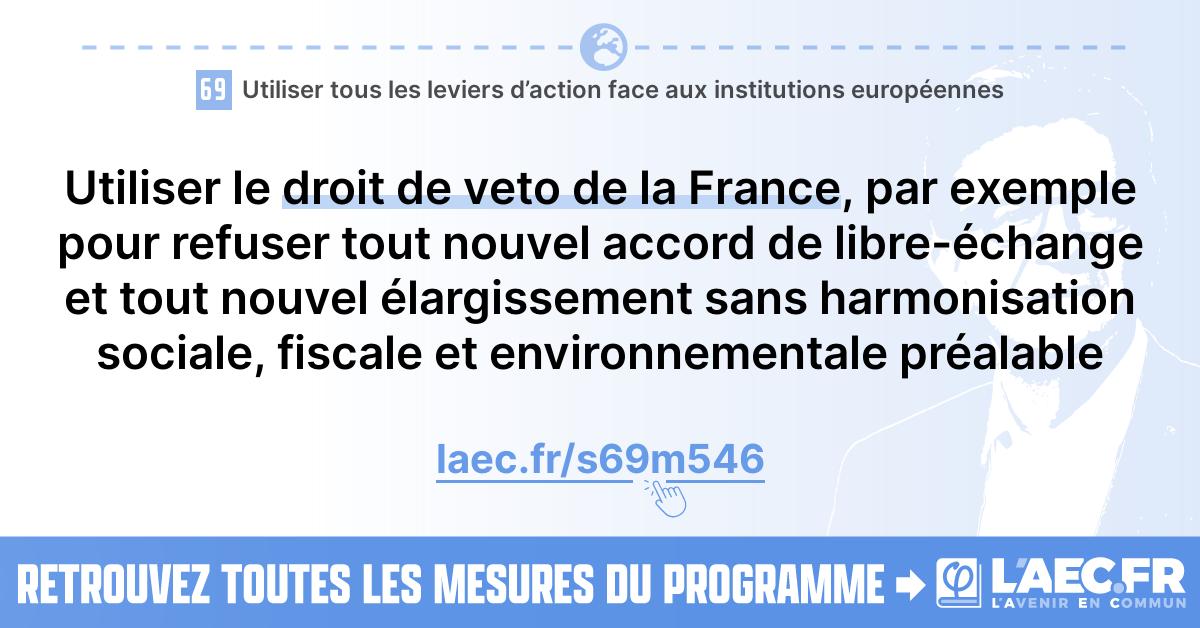 69 Utiliser tous les leviers d’action face aux institutions européennes
Utiliser le droit de veto de la France, par exemple
pour refuser tout nouvel accord de libre-échange
et tout nouvel élargissement sans harmonisation
sociale, fiscale et environnementale préalable
laec.fr/s69m546
RETROUVEZ TOUTES LES MESURES DU PROGRAMME
L'AEC.FR
L'AVENIR EN COMMUN